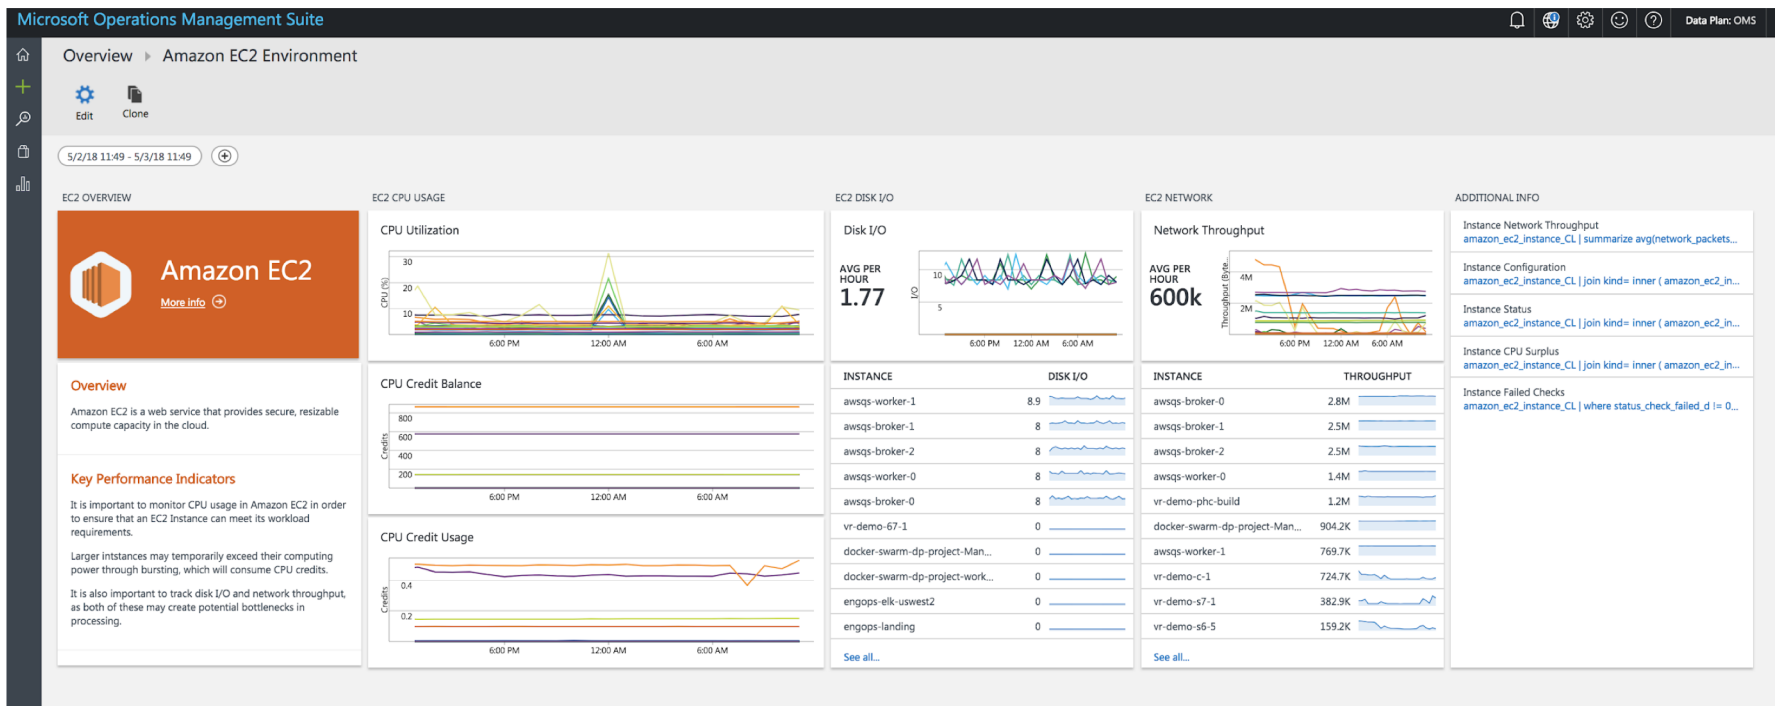 Microsoft Operations Management Suite
Data Plan: OMS
Overview
Amazon EC2 Environment
Edit
Clone
5/2/18 11:49 - 5/3/18 11:49
EC2 OVERVIEW
Amazon EC2
More info
Overview
Amazon EC2 is a web service that provides secure, resizable
compute capacity in the cloud.
Key Performance Indicators
It is important to monitor CPU usage in Amazon EC2 in order
to ensure that an EC2 Instance can meet its workload
requirements.
Larger intstances may temporarily exceed their computing
power through bursting, which will consume CPU credits.
It is also important to track disk I/O and network throughput,
as both of these may create potential bottlenecks in
processing.
EC2 CPU USAGE
CPU Utilization
CPU (%)
30
20
10
6:00 PM 12:00 AM 6:00 AM
CPU Credit Balance
Credits
800
600
400
200
6:00 PM 12:00 AM 6:00 AM
CPU Credit Usage
Credits
0.4
0.2
6:00 PM 12:00 AM 6:00 AM
EC2 DISK I/O
Disk I/O
AVG PER
HOUR
1.77
I/O
10
5
6:00 PM 12:00 AM 6:00 AM
INSTANCE DISK I/O
awsqs-worker-1 8.9
awsqs-broker-1 8
awsqs-broker-2 8
awsqs-worker-0 8
awsqs-broker-0 8
vr-demo-67-1 0
docker-swarm-dp-project-Man... 0
docker-swarm-dp-project-work... 0
engops-elk-uswest2 0
engops-landing 0
See all...
EC2 NETWORK
Network Throughput
AVG PER
HOUR
600k
Throughput (Byte...
4M
2M
6:00 PM 12:00 AM 6:00 AM
INSTANCE THROUGHPUT
awsqs-broker-0 2.8M
awsqs-broker-1 2.5M
awsqs-broker-2 2.5M
awsqs-worker-0 1.4M
vr-demo-phc-build 1.2M
docker-swarm-dp-project-Man... 904.2K
awsqs-worker-1 769.7K
vr-demo-c-1 724.7K
vr-demo-s7-1 382.9K
vr-demo-s6-5 159.2K
See all...
ADDITIONAL INFO
Instance Network Throughput
amazon_ec2_instance_CL | summarize avg(network_packets...
Instance Configuration
amazon_ec2_instance_CL | join kind= inner ( amazon_ec2_in...
Instance Status
amazon_ec2_instance_CL | join kind= inner ( amazon_ec2_in...
Instance CPU Surplus
amazon_ec2_instance_CL | join kind= inner ( amazon_ec2_in...
Instance Failed Checks
amazon_ec2_instance_CL | where status_check_failed_d != 0...